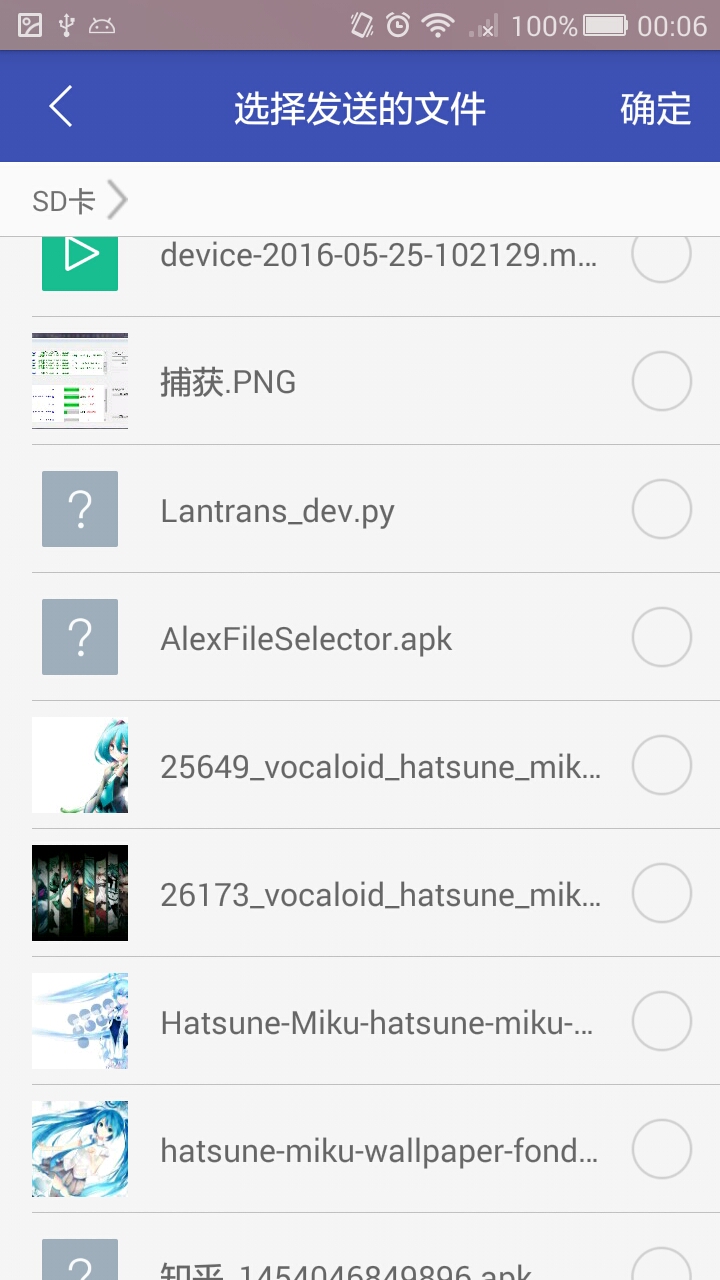 100% 00:06
选择发送的文件 确定
SD卡
device-2016-05-25-102129.m...
捕获.PNG
Lantrans_dev.py
AlexFileSelector.apk
25649_vocaloid_hatsune_mik...
26173_vocaloid_hatsune_mik...
Hatsune-Miku-hatsune-miku-...
hatsune-miku-wallpaper-fond...
知乎_1454046849896.apk